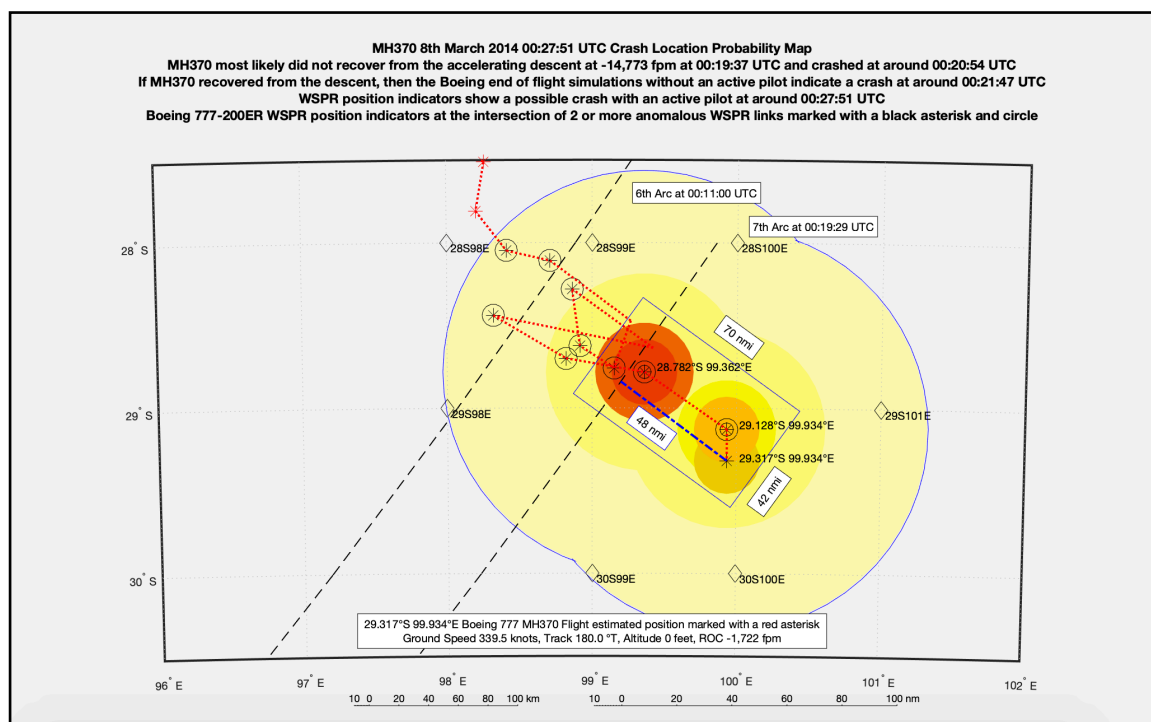 MH370 8th March 2014 00:27:51 UTC Crash Location Probability Map
MH370 most likely did not recover from the accelerating descent at -14,773 fpm at 00:19:37 UTC and crashed at around 00:20:54 UTC
If MH370 recovered from the descent, then the Boeing end of flight simulations without an active pilot indicate a crash at around 00:21:47 UTC
WSPR position indicators show a possible crash with an active pilot at around 00:27:51 UTC
Boeing 777-200ER WSPR position indicators at the intersection of 2 or more anomalous WSPR links marked with a black asterisk and circle
6th Arc at 00:11:00 UTC
7th Arc at 00:19:29 UTC
28° S
28S98E
28S99E
28S100E
70 nmi
28.782°S 99.362°E
29° S
29S98E
29S101E
48 nmi
29.128°S 99.934°E
29.317°S 99.934°E
42 nmi
30° S
30S99E
30S100E
29.317°S 99.934°E Boeing 777 MH370 Flight estimated position marked with a red asterisk
Ground Speed 339.5 knots, Track 180.0 °T, Altitude 0 feet, ROC -1,722 fpm
96° E
97° E
98° E
99° E
100° E
101° E
102° E
10 0 20 40 60 80 100 km
10 0 20 40 60 80 100 nm